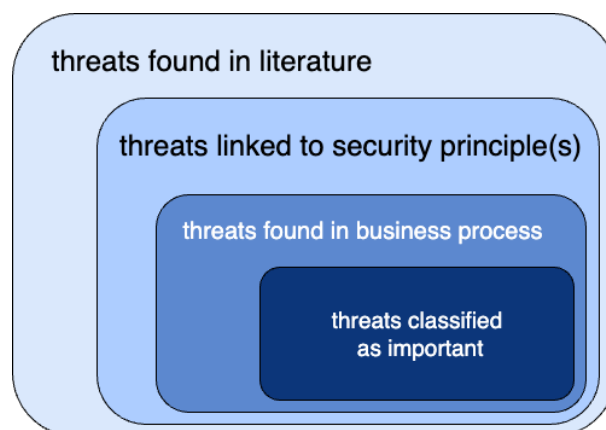 threats found in literature
threats linked to security principle(s)
threats found in business process
threats classified
as important